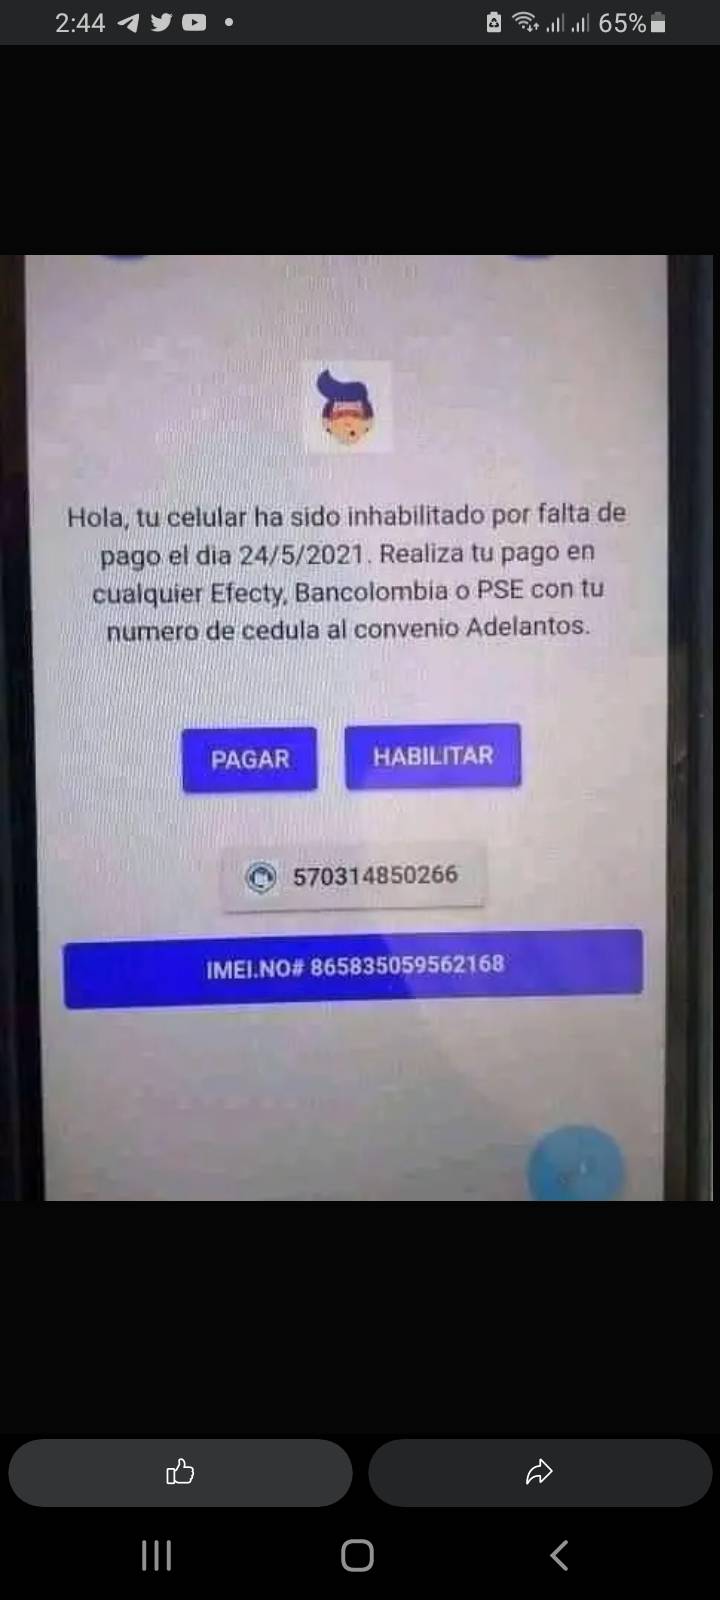 2:44
65%
Hola, tu celular ha sido inhabilitado por falta de
pago el dia 24/5/2021. Realiza tu pago en
cualquier Efecty, Bancolombia o PSE con tu
numero de cedula al convenio Adelantos.
PAGAR
HABILITAR
570314850266
IMEI.NO# 865835059562168